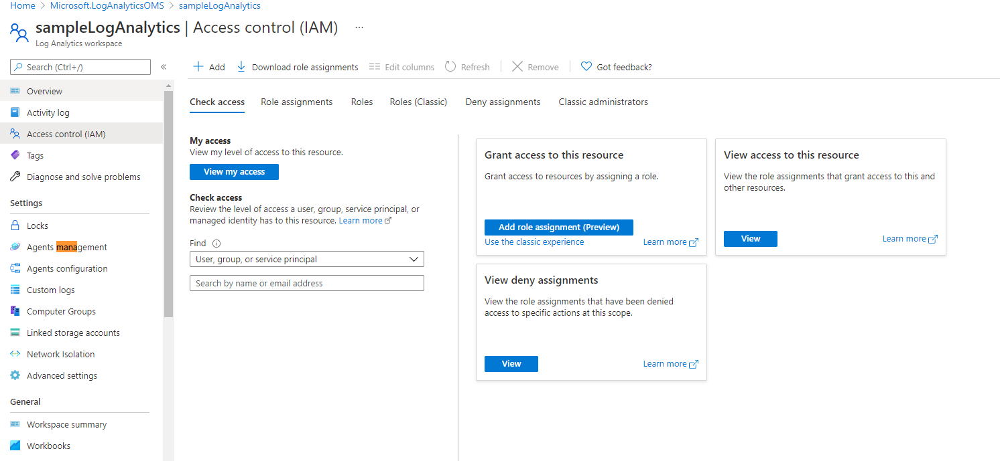 Home > Microsoft.LogAnalyticsOMS > sampleLogAnalytics
sampleLogAnalytics | Access control (IAM) ...
Log Analytics workspace
Search (Ctrl+/)
«
Add
Download role assignments
Edit columns
Refresh
Remove
Got feedback?
Overview
Activity log
Access control (IAM)
Tags
Diagnose and solve problems
Settings
Locks
Agents management
Agents configuration
Custom logs
Computer Groups
Linked storage accounts
Network Isolation
Advanced settings
General
Workspace summary
Workbooks
Check access
Role assignments
Roles
Roles (Classic)
Deny assignments
Classic administrators
My access
View my level of access to this resource.
View my access
Check access
Review the level of access a user, group, service principal, or
managed identity has to this resource. Learn more
Find
User, group, or service principal
Search by name or email address
Grant access to this resource
Grant access to resources by assigning a role.
Add role assignment (Preview)
Use the classic experience
Learn more
View access to this resource
View the role assignments that grant access to this and
other resources.
View
Learn more
View deny assignments
View the role assignments that have been denied
access to specific actions at this scope.
View
Learn more